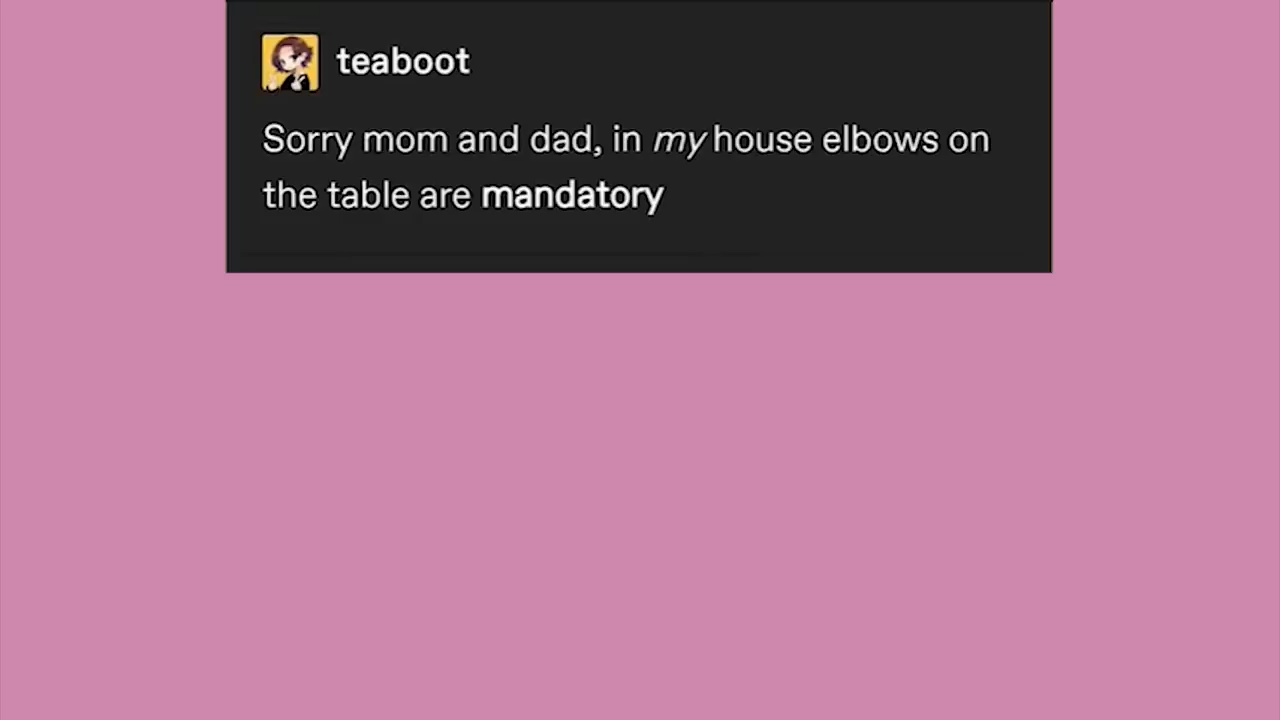 teaboot
Sorry mom and dad, in my house elbows on
the table are mandatory